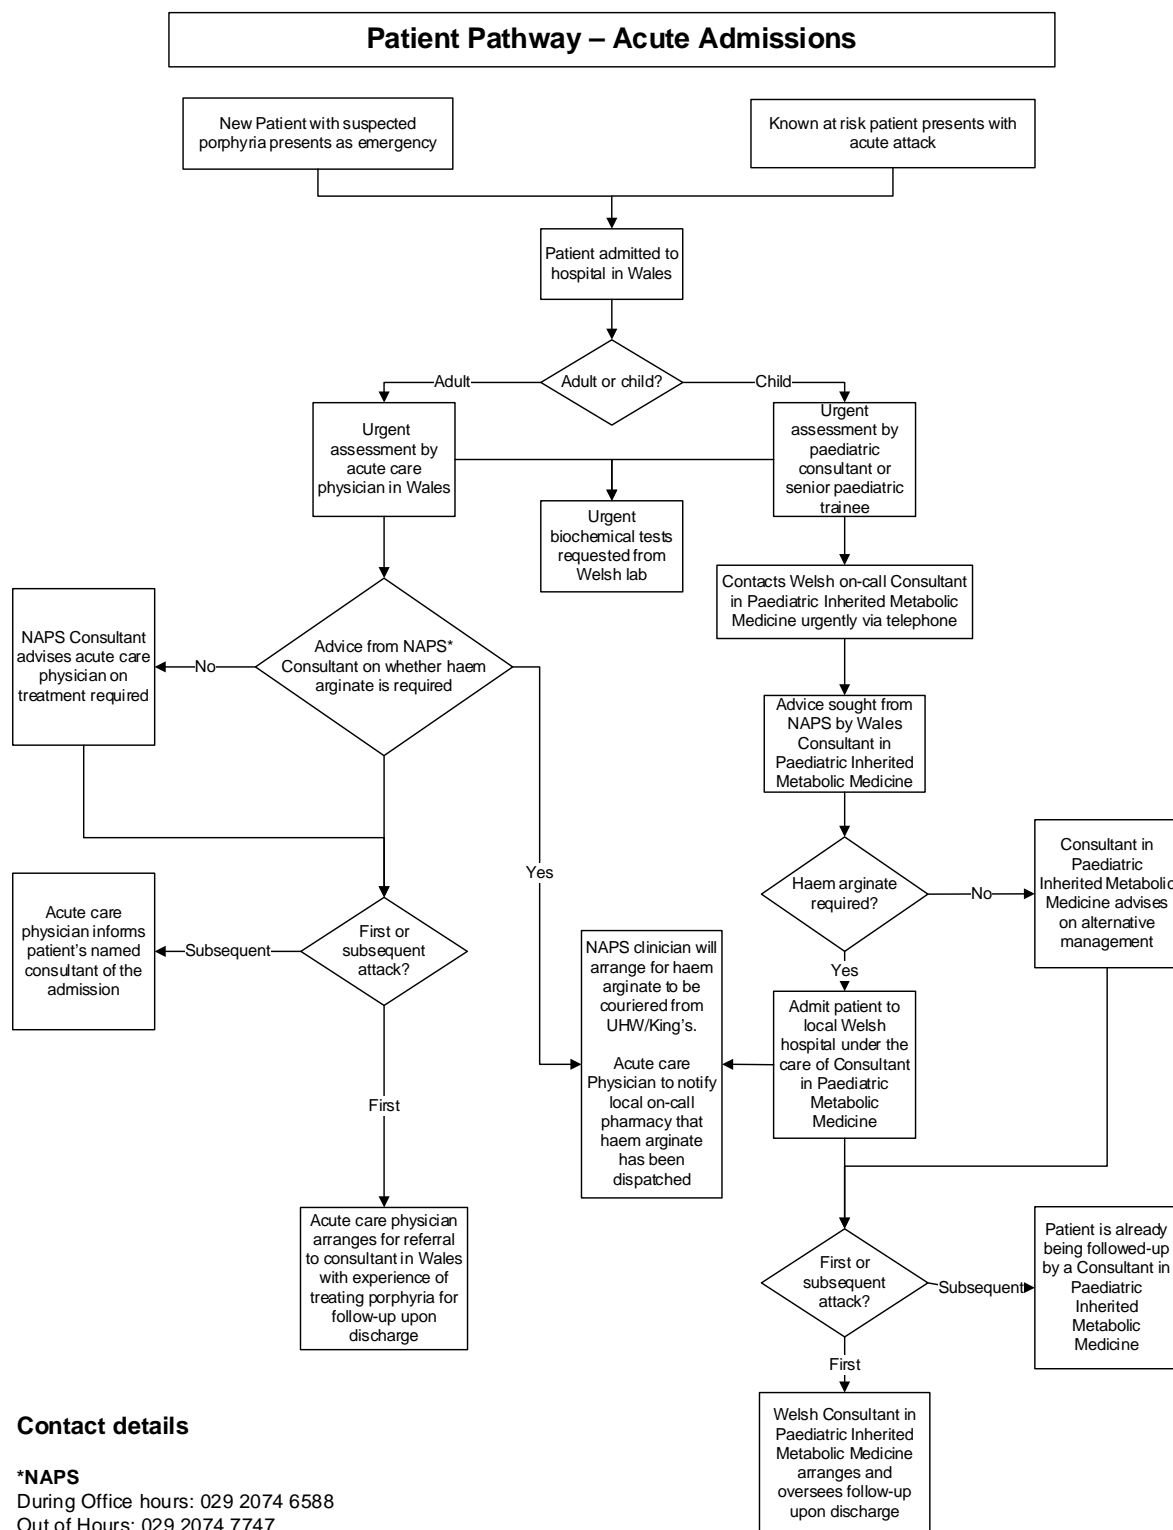 Patient Pathway – Acute Admissions
New Patient with suspected
porphyria presents as emergency
Known at risk patient presents with
acute attack
Patient admitted to
hospital in Wales
Adult or child?
Adult
Child
Urgent
assessment by
acute care
physician in Wales
Urgent
assessment by
paediatric
consultant or
senior paediatric
trainee
Urgent
biochemical tests
requested from
Welsh lab
Contacts Welsh on-call Consultant
in Paediatric Inherited Metabolic
Medicine urgently via telephone
NAPS Consultant
advises acute care
physician on
treatment required
No
Advice from NAPS*
Consultant on whether haem
arginate is required
Advice sought from
NAPS by Wales
Consultant in
Paediatric Inherited
Metabolic Medicine
Yes
Haem arginate
required?
No
Consultant in
Paediatric
Inherited Metabolic
Medicine advises
on alternative
management
Acute care
physician informs
patient's named
consultant of the
admission
Subsequent
First or
subsequent
attack?
NAPS clinician will
arrange for haem
arginate to be
couriered from
UHW/King's.
Acute care
Physician to notify
local on-call
pharmacy that
haem arginate
has been
dispatched
Yes
Admit patient to
local Welsh
hospital under the
care of Consultant
in Paediatric
Metabolic
Medicine
First
Acute care physician
arranges for referral
to consultant in Wales
with experience of
treating porphyria for
follow-up upon
discharge
First or
subsequent
attack?
Subsequent
Patient is already
being followed-up
by a Consultant in
Paediatric
Inherited
Metabolic
Medicine
First
Welsh Consultant in
Paediatric Inherited
Metabolic Medicine
arranges and
oversees follow-up
upon discharge
Contact details
*NAPS
During Office hours: 029 2074 6588
Out of Hours: 029 2074 7747